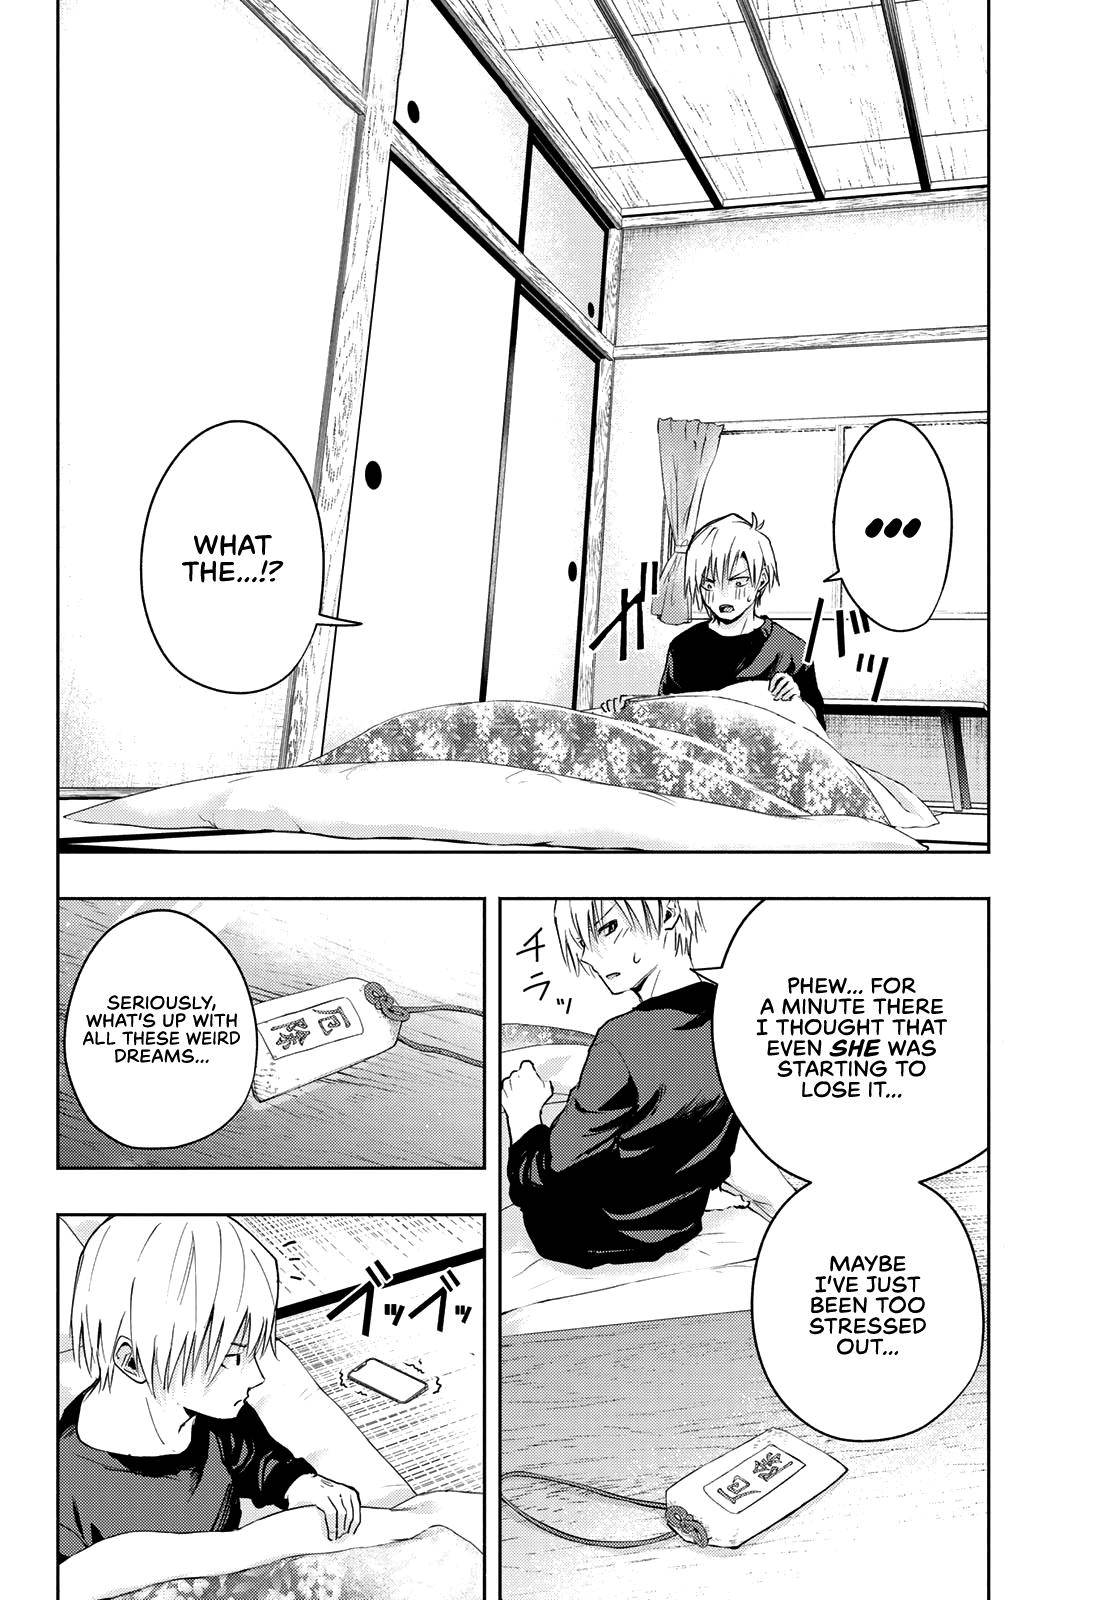 ...
WHAT
THE...!?
ガバッ
PHEW... FOR
A MINUTE THERE
I THOUGHT THAT
EVEN SHE WAS
STARTING TO
LOSE IT...
チラッ
MAYBE
I'VE JUST
BEEN TOO
STRESSED
OUT...
SERIOUSLY,
WHAT'S UP WITH
ALL THESE WEIRD
DREAMS...
厄除
ブッブッ